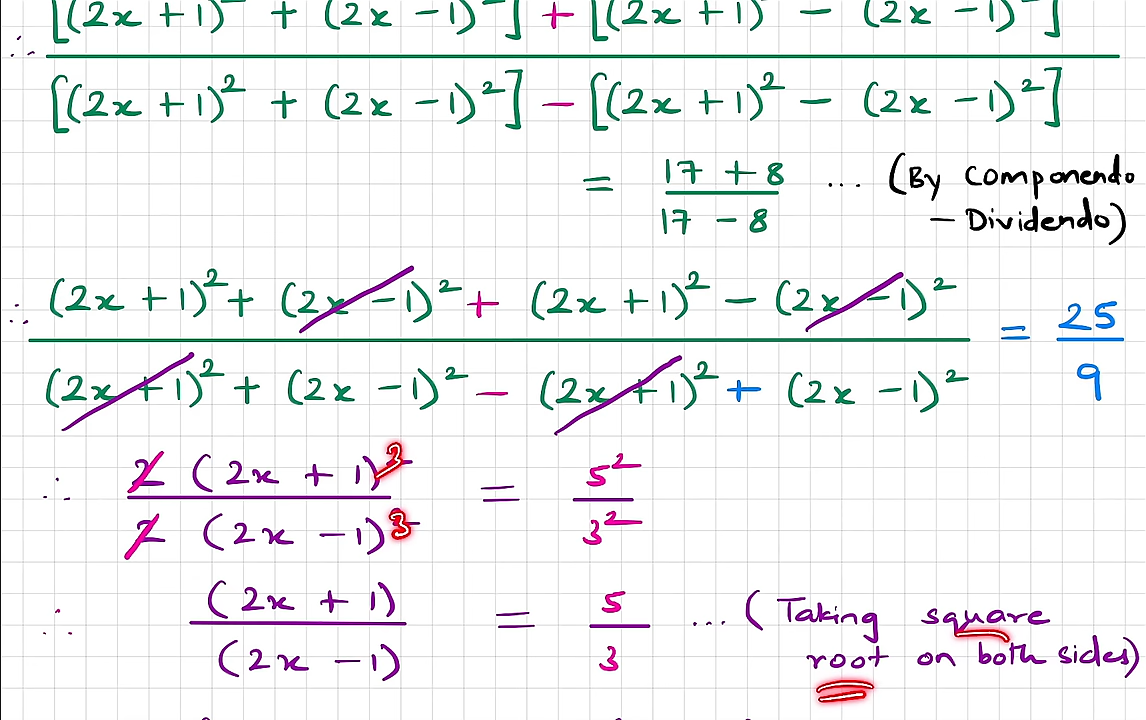 ∴ [(2x + 1)² + (2x - 1)²] + [(2x + 1)² - (2x - 1)²]
[(2x + 1)² + (2x - 1)²] - [(2x + 1)² - (2x - 1)²]
= 17 + 8 / 17 - 8 ... (By Componendo
- Dividendo)
∴ (2x + 1)² + (2x - 1)² + (2x + 1)² - (2x - 1)² = 25
(2x + 1)² + (2x - 1)² - (2x + 1)² + (2x - 1)² 9
∴ 2 (2x + 1)² = 5²
2 (2x - 1)² 3²
∴ (2x + 1) = 5 ... (Taking square
(2x - 1) 3 root on both sides)